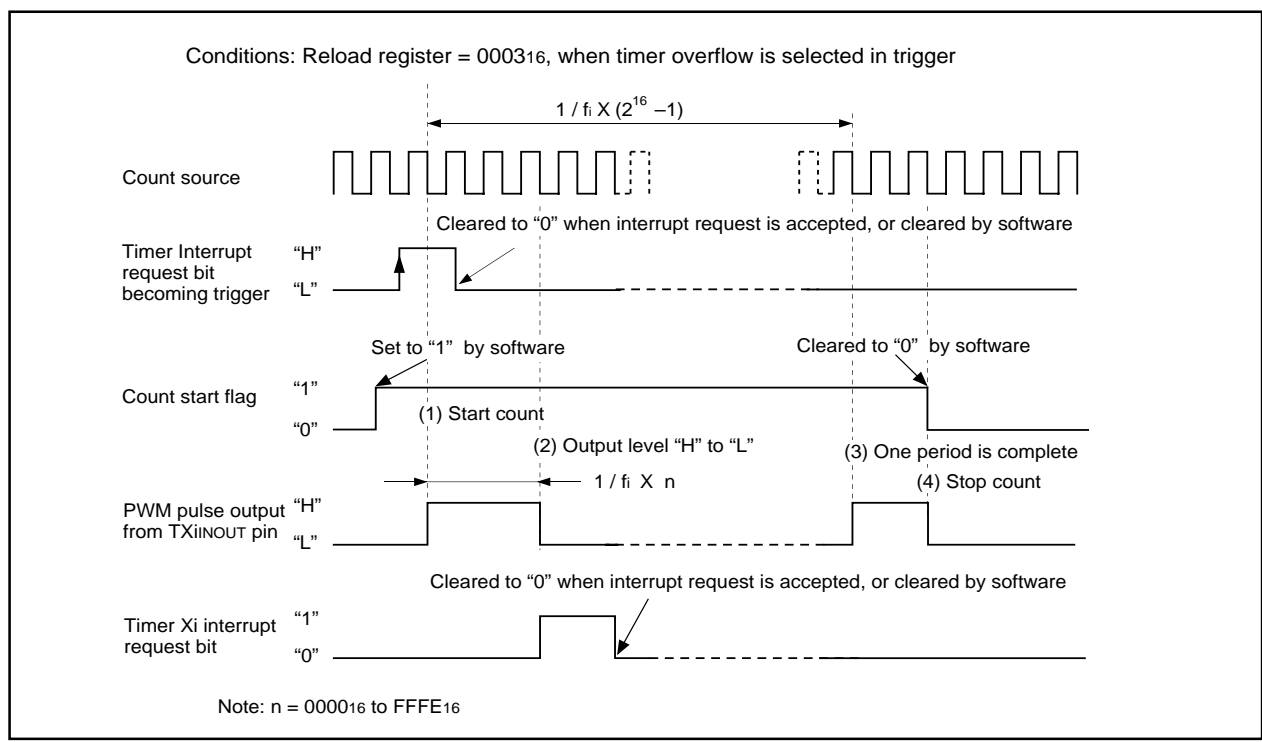 Conditions: Reload register = 000316, when timer overflow is selected in trigger
1 / fi X (2^16 –1)
Count source
Cleared to “0” when interrupt request is accepted, or cleared by software
Timer Interrupt
request bit
becoming trigger
“H”
“L”
Set to “1” by software
Cleared to “0” by software
Count start flag
“1”
“0”
(1) Start count
(2) Output level “H” to “L”
(3) One period is complete
(4) Stop count
1 / fi X n
PWM pulse output
from TXiINOUT pin
“H”
“L”
Cleared to “0” when interrupt request is accepted, or cleared by software
Timer Xi interrupt
request bit
“1”
“0”
Note: n = 000016 to FFFE16